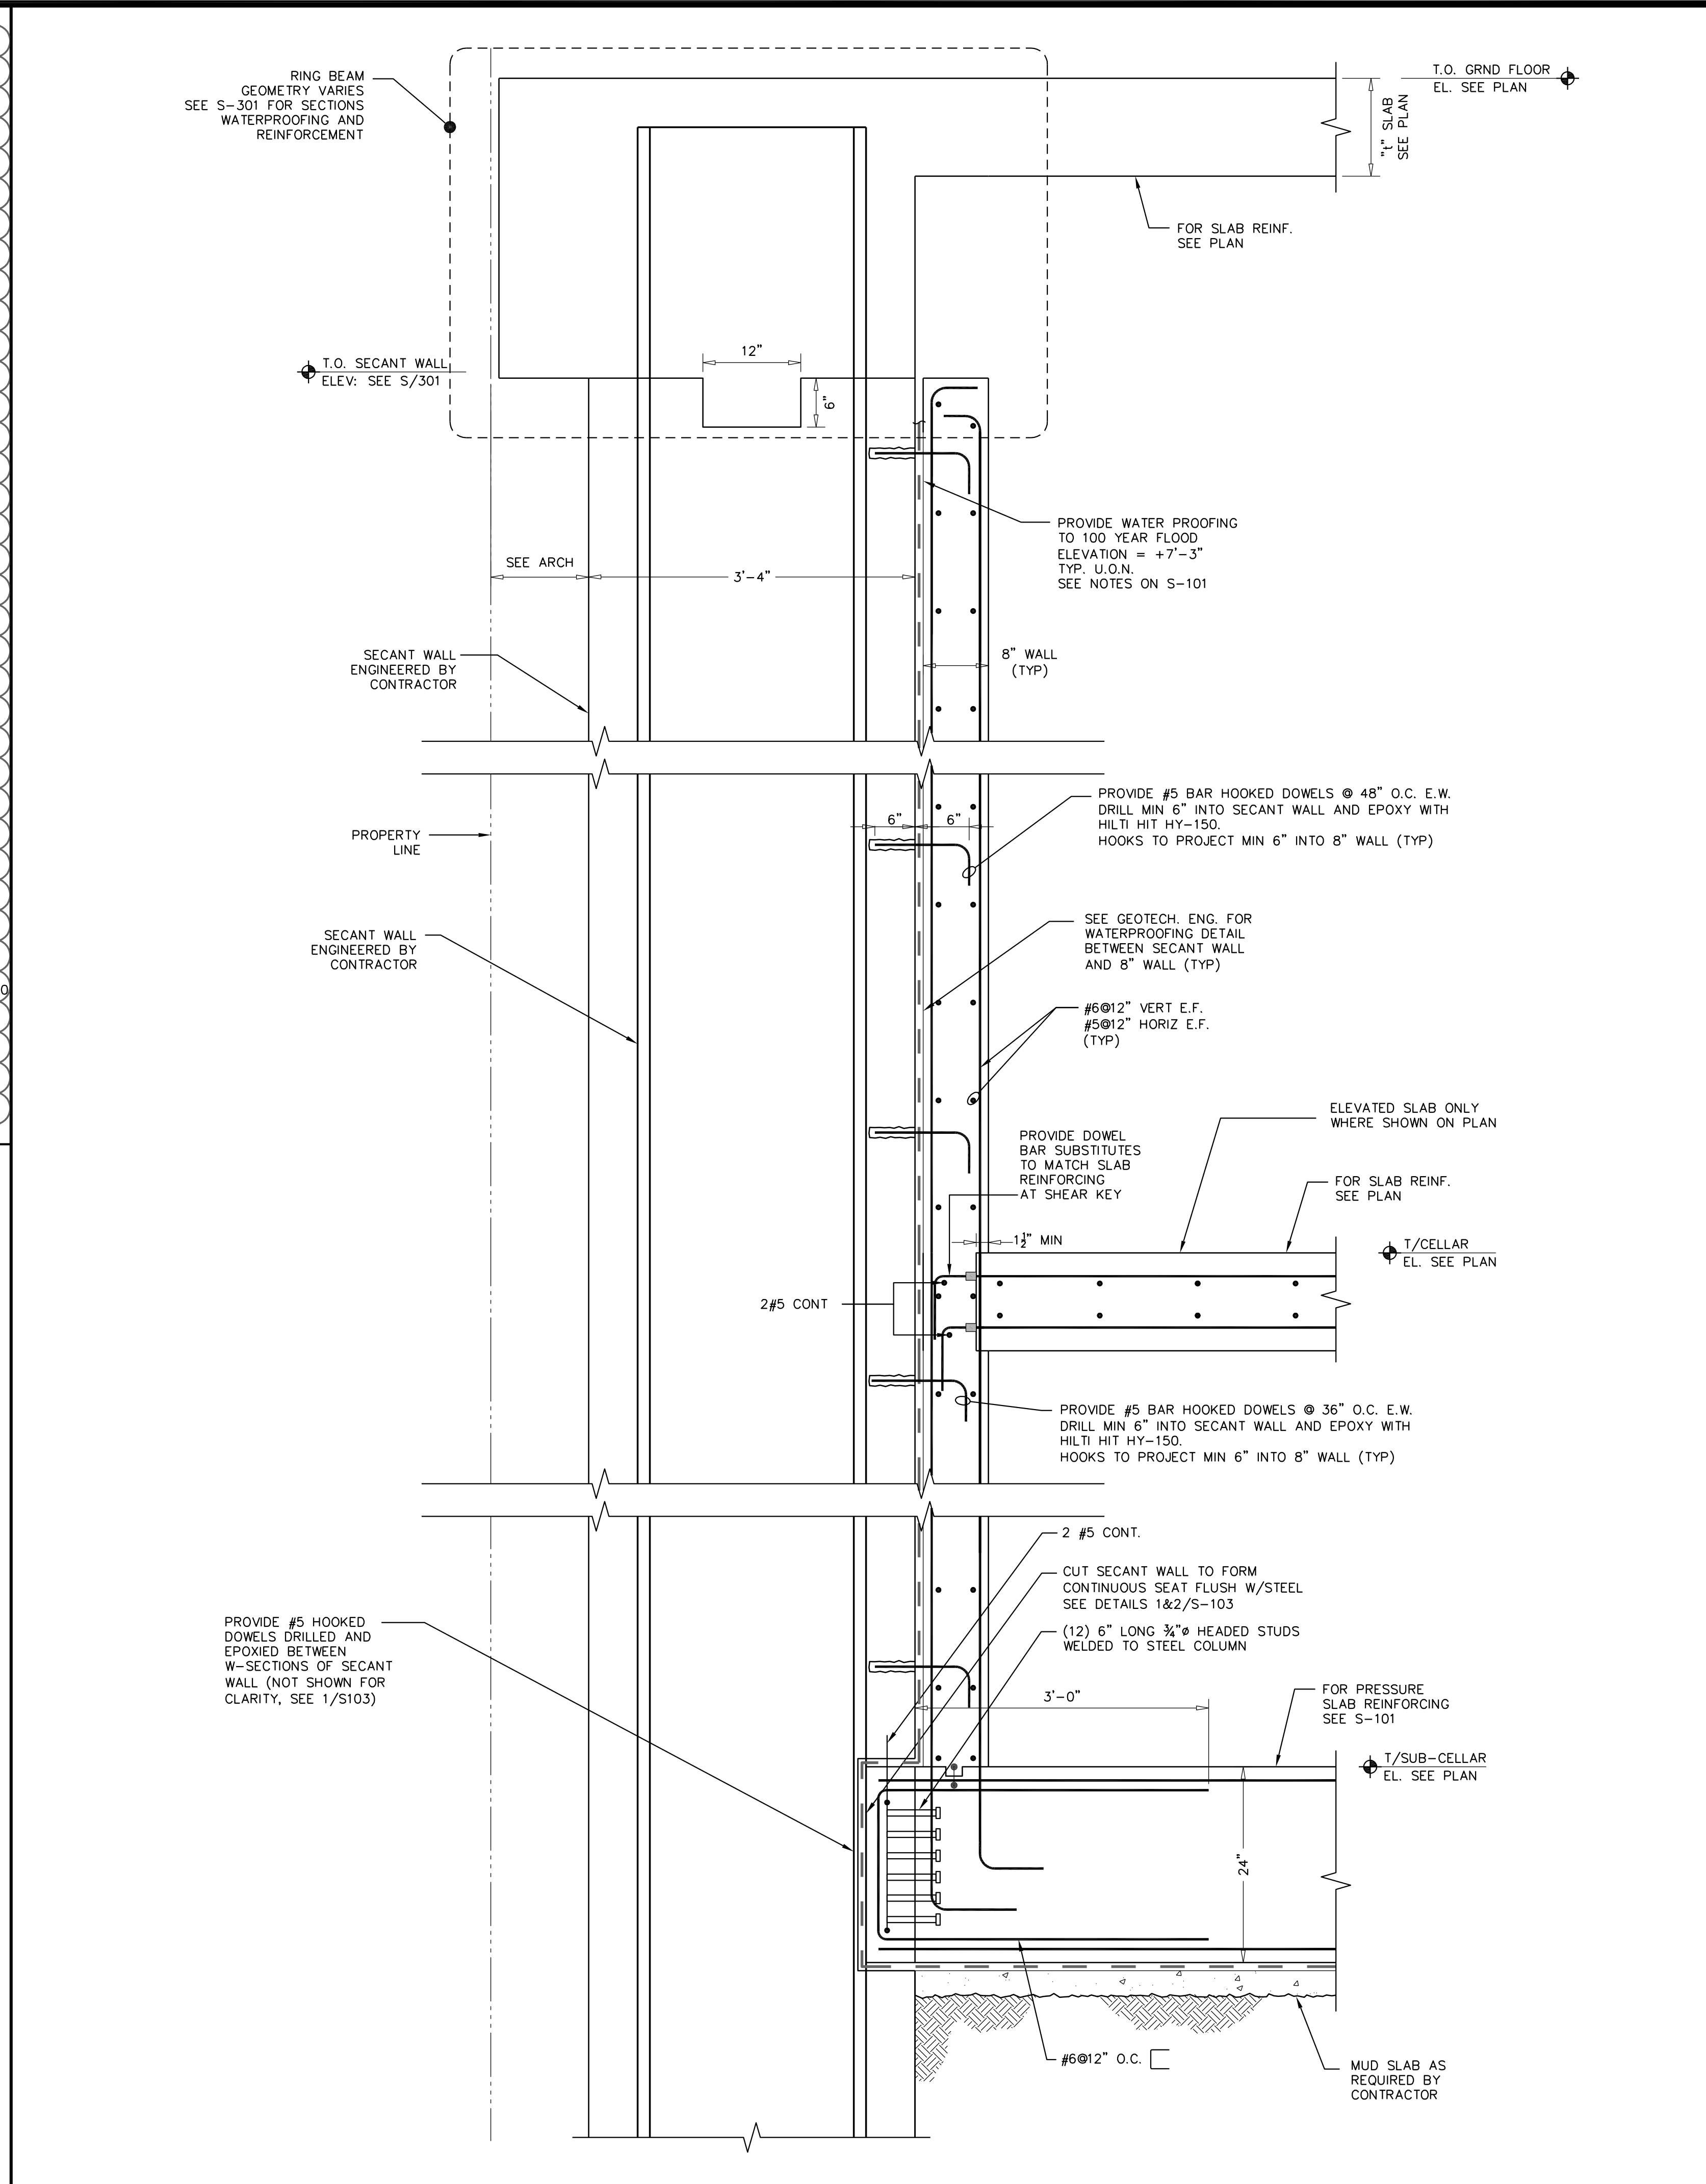 RING BEAM
GEOMETRY VARIES
SEE S-301 FOR SECTIONS
WATERPROOFING AND
REINFORCEMENT
T.O. GRND FLOOR
EL. SEE PLAN
"t" SLAB
SEE PLAN
FOR SLAB REINF.
SEE PLAN
T.O. SECANT WALL
ELEV: SEE S/301
12"
6"
PROVIDE WATER PROOFING
TO 100 YEAR FLOOD
ELEVATION = +7'-3"
TYP. U.O.N.
SEE NOTES ON S-101
SEE ARCH
3'-4"
SECANT WALL
ENGINEERED BY
CONTRACTOR
8" WALL
(TYP)
PROVIDE #5 BAR HOOKED DOWELS @ 48" O.C. E.W.
DRILL MIN 6" INTO SECANT WALL AND EPOXY WITH
HILTI HIT HY-150.
HOOKS TO PROJECT MIN 6" INTO 8" WALL (TYP)
6"
6"
PROPERTY
LINE
SECANT WALL
ENGINEERED BY
CONTRACTOR
SEE GEOTECH. ENG. FOR
WATERPROOFING DETAIL
BETWEEN SECANT WALL
AND 8" WALL (TYP)
0
#6@12" VERT E.F.
#5@12" HORIZ E.F.
(TYP)
ELEVATED SLAB ONLY
WHERE SHOWN ON PLAN
PROVIDE DOWEL
BAR SUBSTITUTES
TO MATCH SLAB
REINFORCING
AT SHEAR KEY
FOR SLAB REINF.
SEE PLAN
1½" MIN
T/CELLAR
EL. SEE PLAN
2#5 CONT
PROVIDE #5 BAR HOOKED DOWELS @ 36" O.C. E.W.
DRILL MIN 6" INTO SECANT WALL AND EPOXY WITH
HILTI HIT HY-150.
HOOKS TO PROJECT MIN 6" INTO 8" WALL (TYP)
2 #5 CONT.
CUT SECANT WALL TO FORM
CONTINUOUS SEAT FLUSH W/STEEL
SEE DETAILS 1&2/S-103
(12) 6" LONG ¾"ø HEADED STUDS
WELDED TO STEEL COLUMN
PROVIDE #5 HOOKED
DOWELS DRILLED AND
EPOXIED BETWEEN
W-SECTIONS OF SECANT
WALL (NOT SHOWN FOR
CLARITY, SEE 1/S103)
3'-0"
FOR PRESSURE
SLAB REINFORCING
SEE S-101
T/SUB-CELLAR
EL. SEE PLAN
24"
#6@12" O.C.
MUD SLAB AS
REQUIRED BY
CONTRACTOR